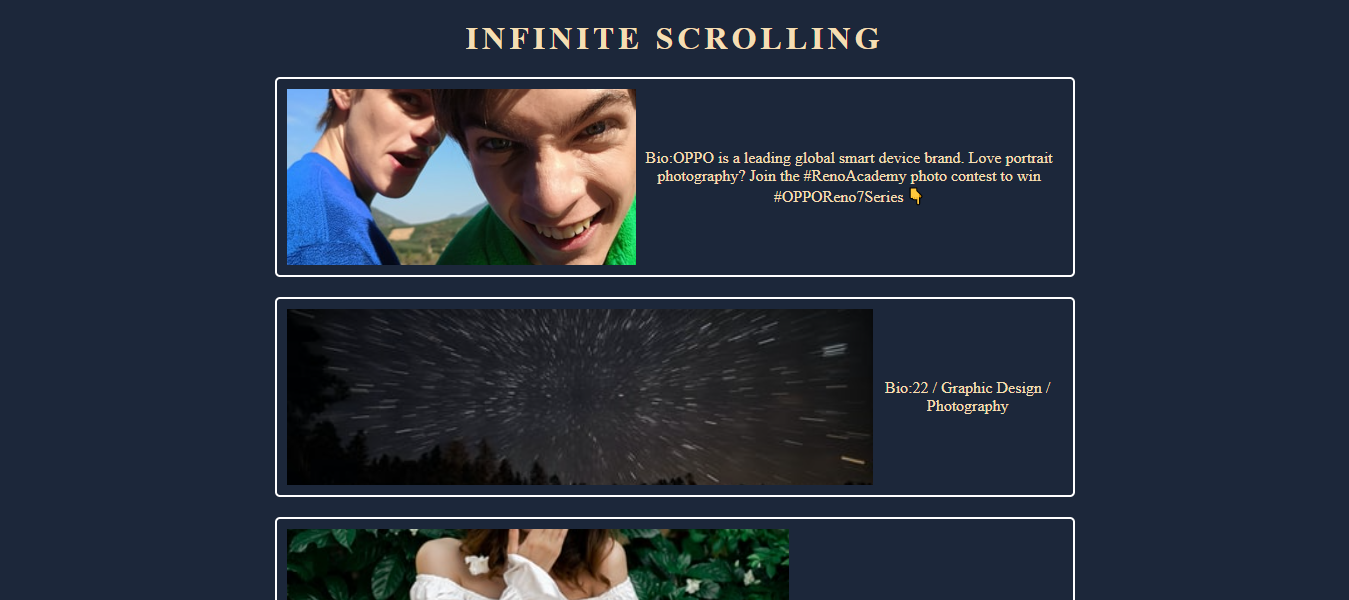 INFINITE SCROLLING
Bio:OPPO is a leading global smart device brand. Love portrait
photography? Join the #RenoAcademy photo contest to win
#OPPOReno7Series 👇
Bio:22 / Graphic Design /
Photography